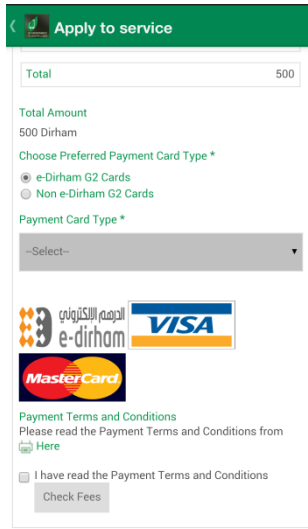 Apply to service
Total 500
Total Amount
500 Dirham
Choose Preferred Payment Card Type *
e-Dirham G2 Cards
Non e-Dirham G2 Cards
Payment Card Type *
--Select--
الدرهم الإلكتروني
e-dirham
VISA
MasterCard
Payment Terms and Conditions
Please read the Payment Terms and Conditions from
Here
I have read the Payment Terms and Conditions
Check Fees